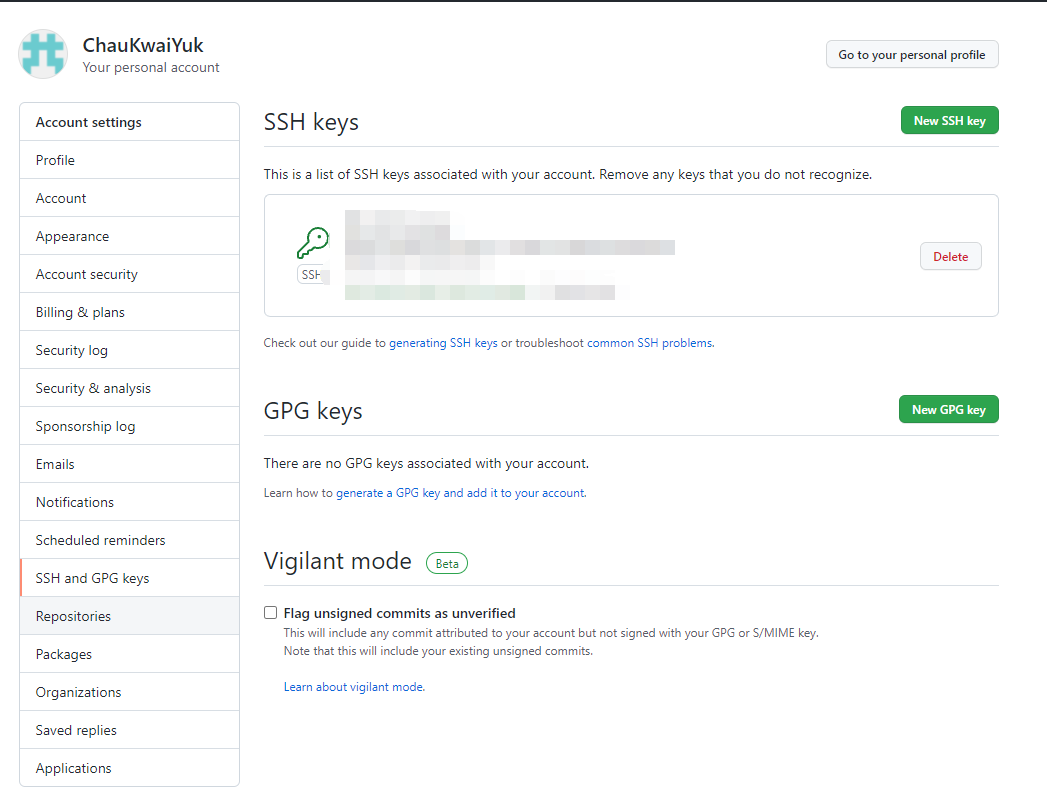 ChauKwaiYuk
Your personal account
Go to your personal profile
Account settings
Profile
Account
Appearance
Account security
Billing & plans
Security log
Security & analysis
Sponsorship log
Emails
Notifications
Scheduled reminders
SSH and GPG keys
Repositories
Packages
Organizations
Saved replies
Applications
SSH keys
New SSH key
This is a list of SSH keys associated with your account. Remove any keys that you do not recognize.
SSH
Delete
Check out our guide to generating SSH keys or troubleshoot common SSH problems.
GPG keys
New GPG key
There are no GPG keys associated with your account.
Learn how to generate a GPG key and add it to your account.
Vigilant mode Beta
Flag unsigned commits as unverified
This will include any commit attributed to your account but not signed with your GPG or S/MIME key.
Note that this will include your existing unsigned commits.
Learn about vigilant mode.